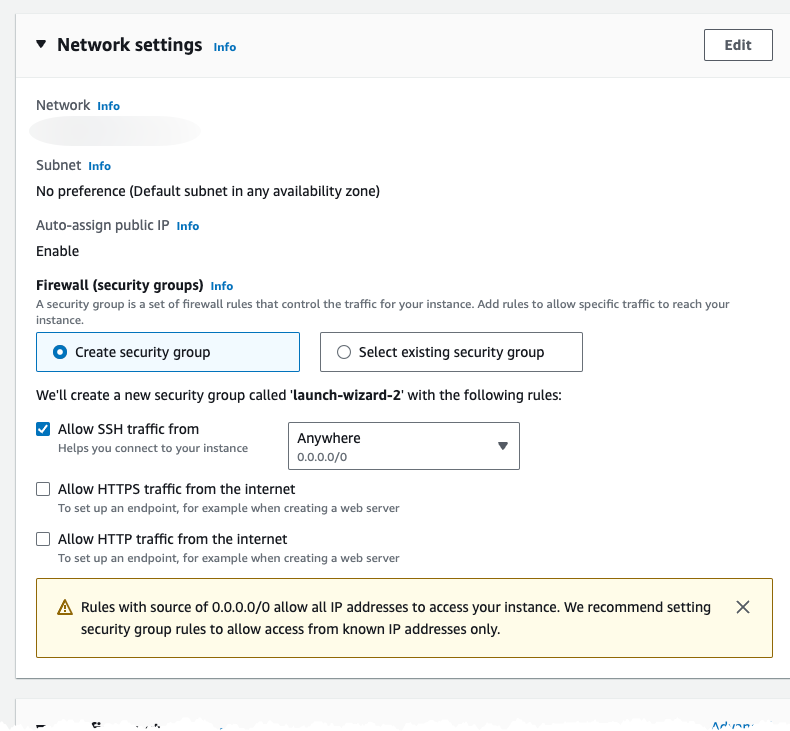 Network settings Info
Edit
Network Info
Subnet Info
No preference (Default subnet in any availability zone)
Auto-assign public IP Info
Enable
Firewall (security groups) Info
A security group is a set of firewall rules that control the traffic for your instance. Add rules to allow specific traffic to reach your
instance.
Create security group
Select existing security group
We'll create a new security group called 'launch-wizard-2' with the following rules:
Allow SSH traffic from
Helps you connect to your instance
Anywhere
0.0.0.0/0
Allow HTTPS traffic from the internet
To set up an endpoint, for example when creating a web server
Allow HTTP traffic from the internet
To set up an endpoint, for example when creating a web server
Rules with source of 0.0.0.0/0 allow all IP addresses to access your instance. We recommend setting
security group rules to allow access from known IP addresses only.